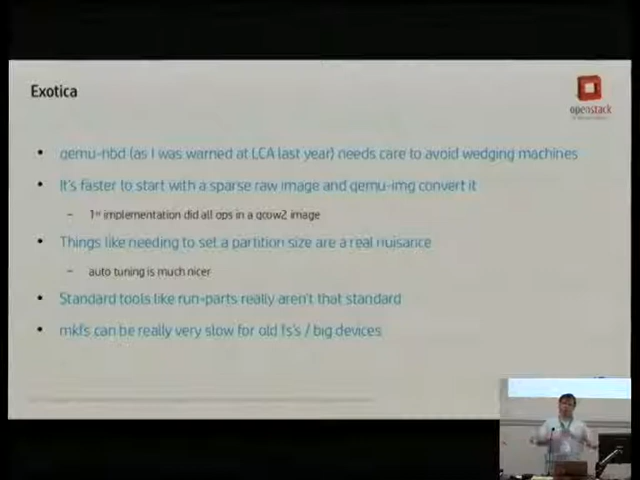 Exotica
openstack
• qemu-nbd (as I was warned at LCA last year) needs care to avoid wedging machines
• It's faster to start with a sparse raw image and qemu-img convert it
– 1st implementation did all ops in a qcow2 image
• Things like needing to set a partition size are a real nuisance
– auto tuning is much nicer
• Standard tools like run-parts really aren't that standard
• mkfs can be really very slow for old fs's / big devices